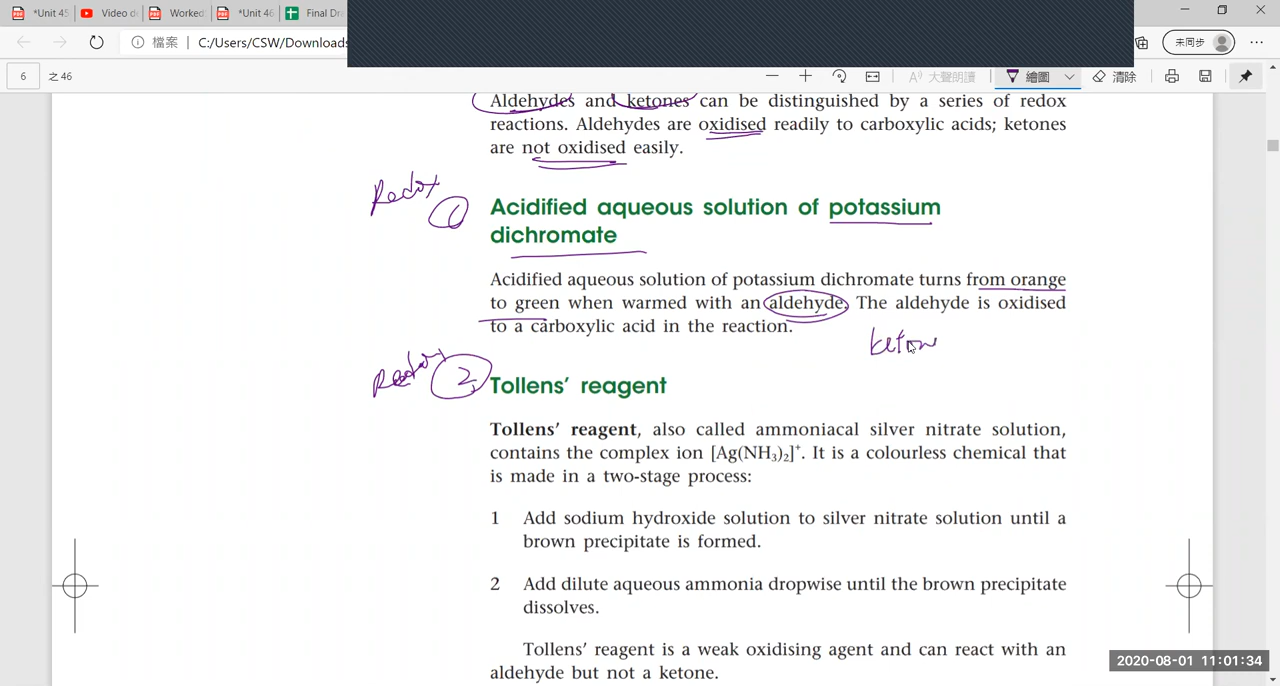 *Unit 45
Video d
Worked
*Unit 46
Final Dra
檔案
C:/Users/CSW/Downloads
未同步
6
之 46
大聲朗讀
繪圖
清除
Aldehydes and ketones can be distinguished by a series of redox
reactions. Aldehydes are oxidised readily to carboxylic acids; ketones
are not oxidised easily.
Redox
1
Acidified aqueous solution of potassium
dichromate
Acidified aqueous solution of potassium dichromate turns from orange
to green when warmed with an aldehyde. The aldehyde is oxidised
to a carboxylic acid in the reaction.
ketone
Redox
2
Tollens’ reagent
Tollens’ reagent, also called ammoniacal silver nitrate solution,
contains the complex ion [Ag(NH₃)₂]⁺. It is a colourless chemical that
is made in a two-stage process:
1 Add sodium hydroxide solution to silver nitrate solution until a
brown precipitate is formed.
2 Add dilute aqueous ammonia dropwise until the brown precipitate
dissolves.
Tollens’ reagent is a weak oxidising agent and can react with an
aldehyde but not a ketone.
2020-08-01 11:01:34